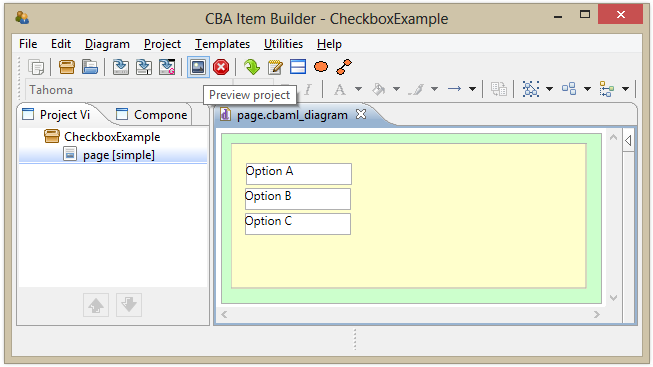 CBA Item Builder - CheckboxExample
File Edit Diagram Project Templates Utilities Help
Tahoma
Preview project
Project Vi Compone page.cbaml_diagram
CheckboxExample
page [simple]
Option A
Option B
Option C